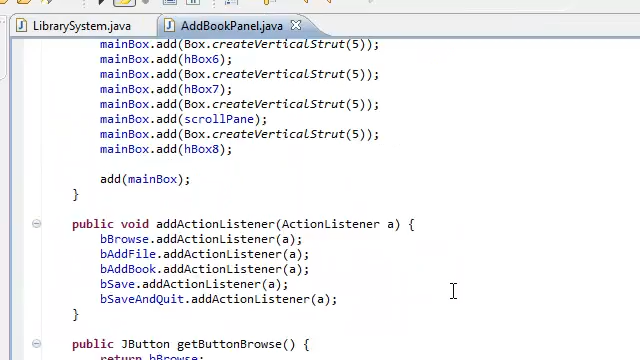 LibrarySystem.java AddBookPanel.java
mainBox.add(Box.createVerticalStrut(5));
mainBox.add(hBox6);
mainBox.add(Box.createVerticalStrut(5));
mainBox.add(hBox7);
mainBox.add(Box.createVerticalStrut(5));
mainBox.add(scrollPane);
mainBox.add(Box.createVerticalStrut(5));
mainBox.add(hBox8);
add(mainBox);
}
public void addActionListener(ActionListener a) {
bBrowse.addActionListener(a);
bAddFile.addActionListener(a);
bAddBook.addActionListener(a);
bSave.addActionListener(a);
bSaveAndQuit.addActionListener(a);
}
public JButton getButtonBrowse() {
return bBrowse;